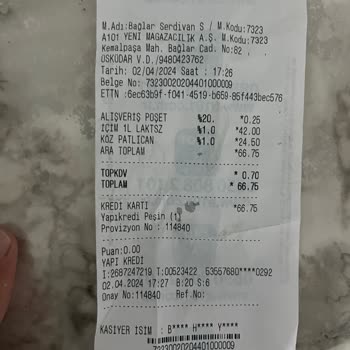 M.Adı:Bağlar Serdivan S / M.Kodu:7323
A101 YENİ MAGAZACILIK A.Ş. M.Kodu:7323
Kemalpaşa Mah. Bağlar Cad. No:82
ÜSKÜDAR V.D./9480423762
Tarih: 02/04/2024 Saat : 17:26
Belge No: 7323002020440100009
ETTN :6ec63b9f-f041-4519-b659-85f443bec576
ALIŞVERİŞ POŞET %20. *0.25
İÇİM 1L LAKTSZ %1.0 *42.00
KÖZ PATLICAN %1.0 *24.50
ARA TOPLAM *66.75
TOPKDV * 0.70
TOPLAM * 66.75
KREDİ KARTI *66.75
Yapıkredi Peşin (1)
Provizyon No : 114840
Puan:0.00
YAPI KREDİ
İ:2687247219 T:00523422 53567680****0292
02.04.2024 17:27 B:20 S:6
Onay No:114840 Ref.No:
KASİYER İSİM : B**** H**** Y****
7323002020440100009